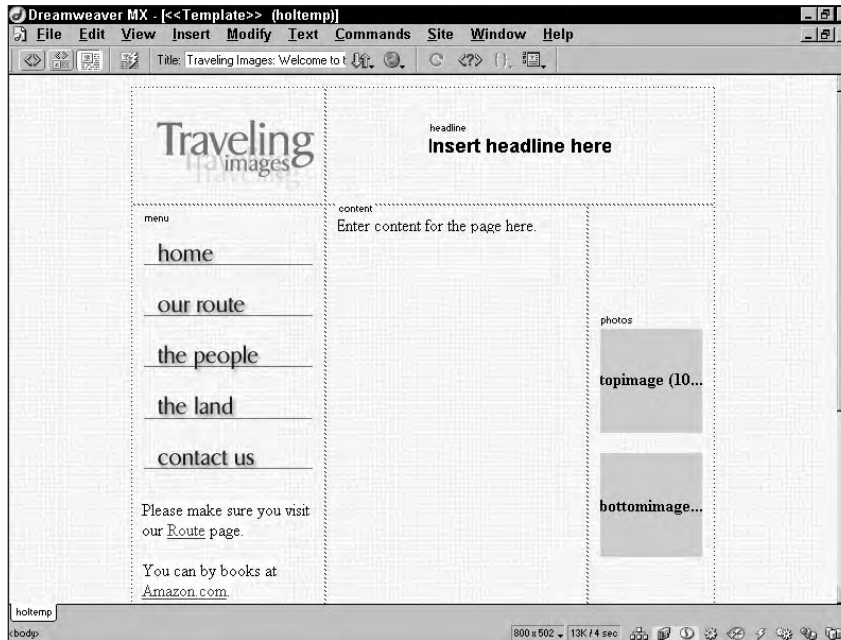 Dreamweaver MX - [<<Template>> (holtemp)]
File Edit View Insert Modify Text Commands Site Window Help
Title: Traveling Images: Welcome to t
Traveling
images
headline
Insert headline here
menu
home
our route
the people
the land
contact us
Please make sure you visit
our Route page.
You can by books at
Amazon.com.
content
Enter content for the page here.
photos
topimage (10...
bottomimage...
holtemp
<body>
800 x 502
13K / 4 sec